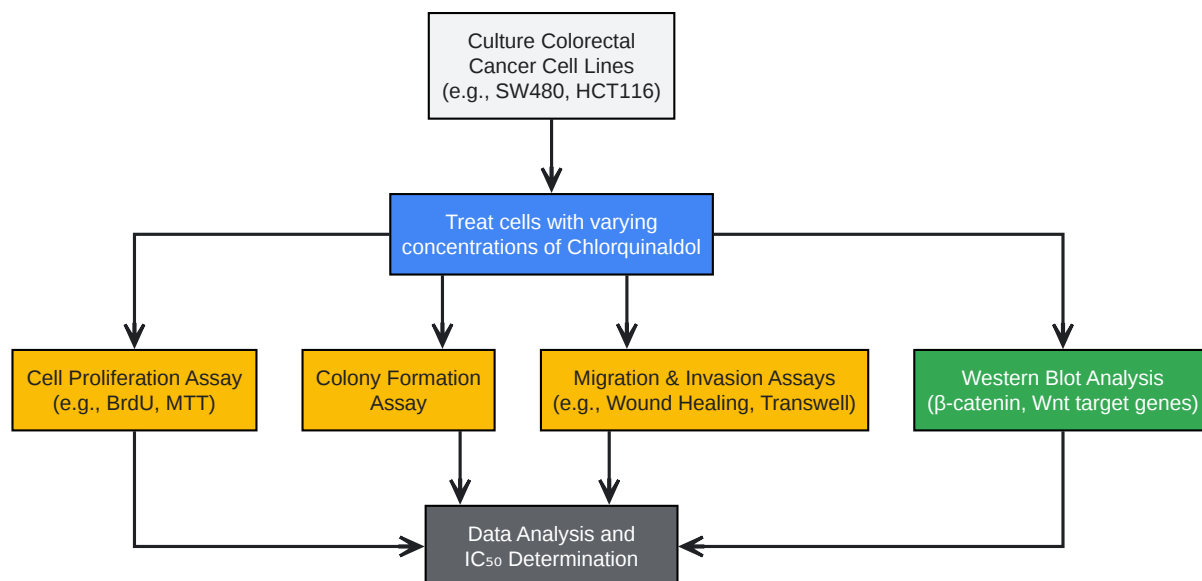 Culture Colorectal
Cancer Cell Lines
(e.g., SW480, HCT116)
Treat cells with varying
concentrations of Chlorquinaldol
Cell Proliferation Assay
(e.g., BrdU, MTT)
Colony Formation
Assay
Migration & Invasion Assays
(e.g., Wound Healing, Transwell)
Western Blot Analysis
(β-catenin, Wnt target genes)
Data Analysis and
IC₅₀ Determination